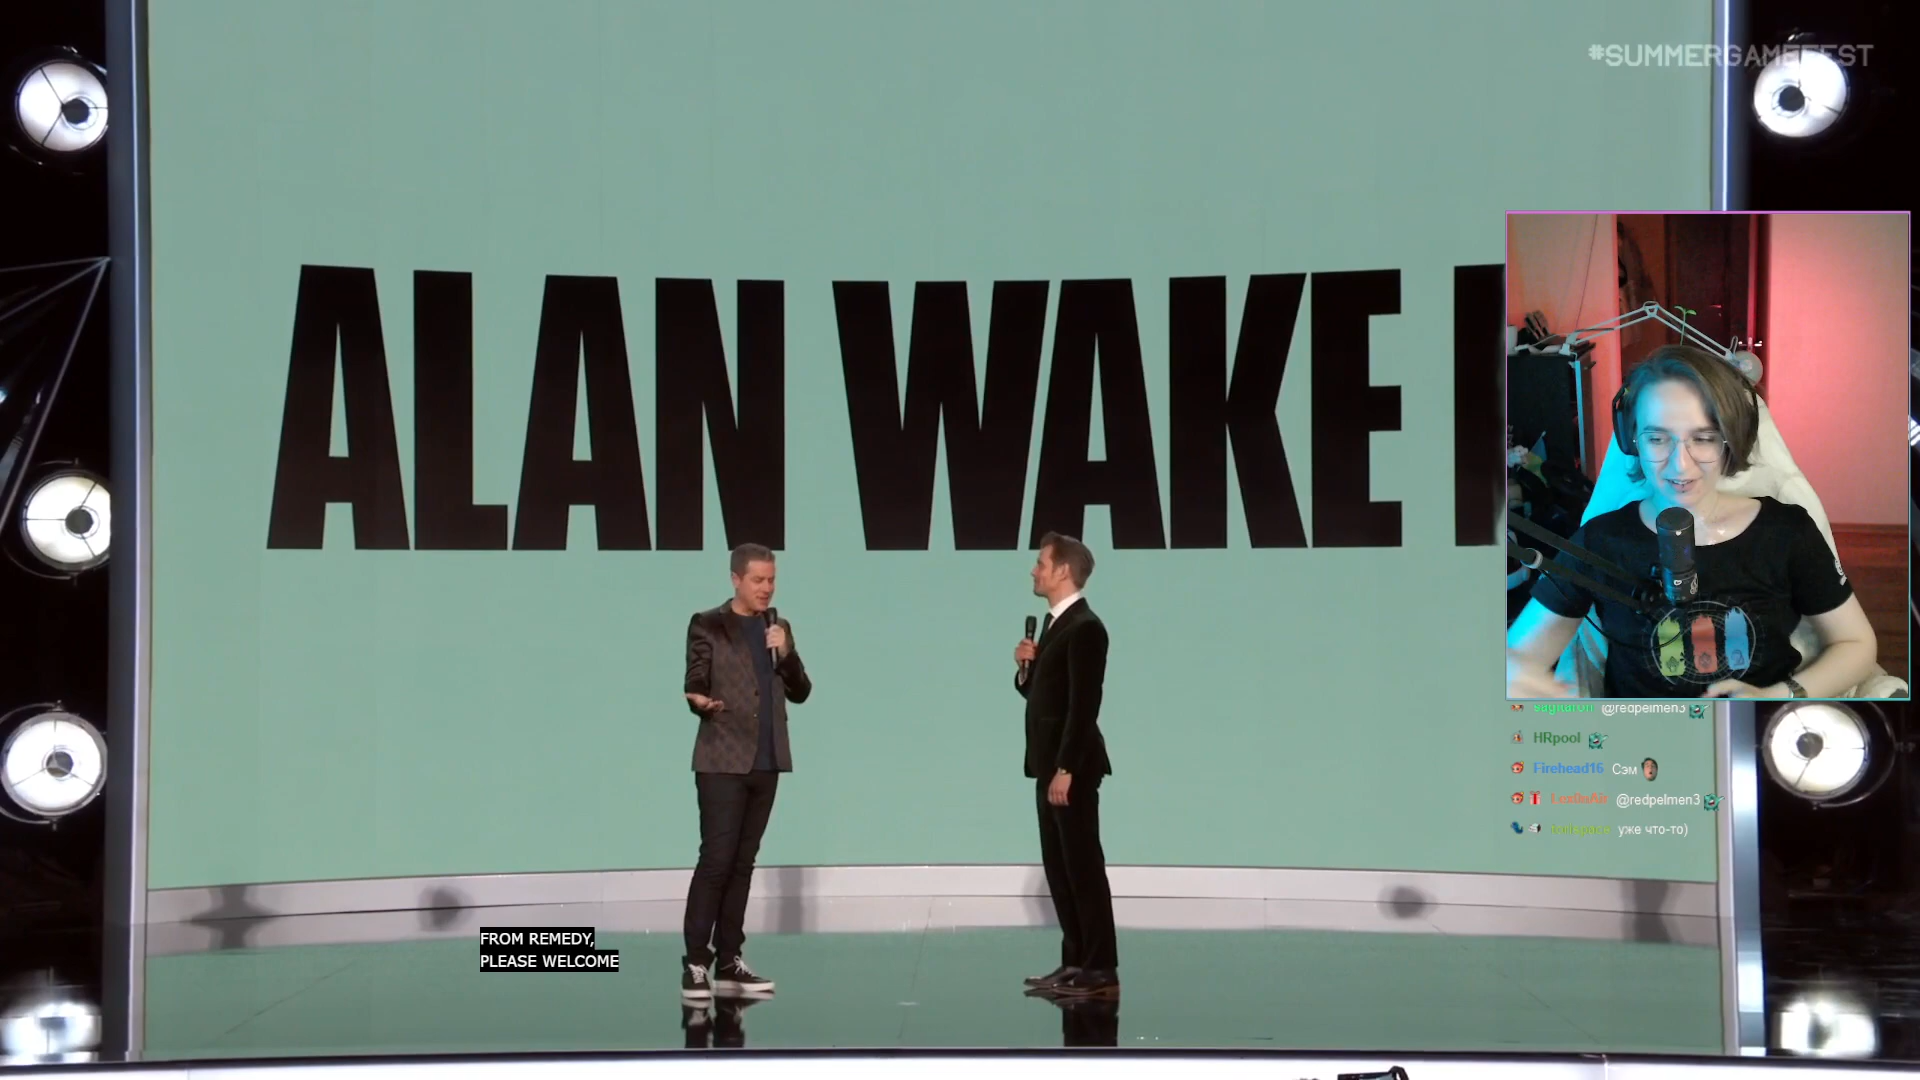 #SUMMERGAMEFEST
ALAN WAKE
@redpelmen3
HRpool
Firehead16 Сэм
@redpelmen3
уже что-то)
FROM REMEDY,
PLEASE WELCOME